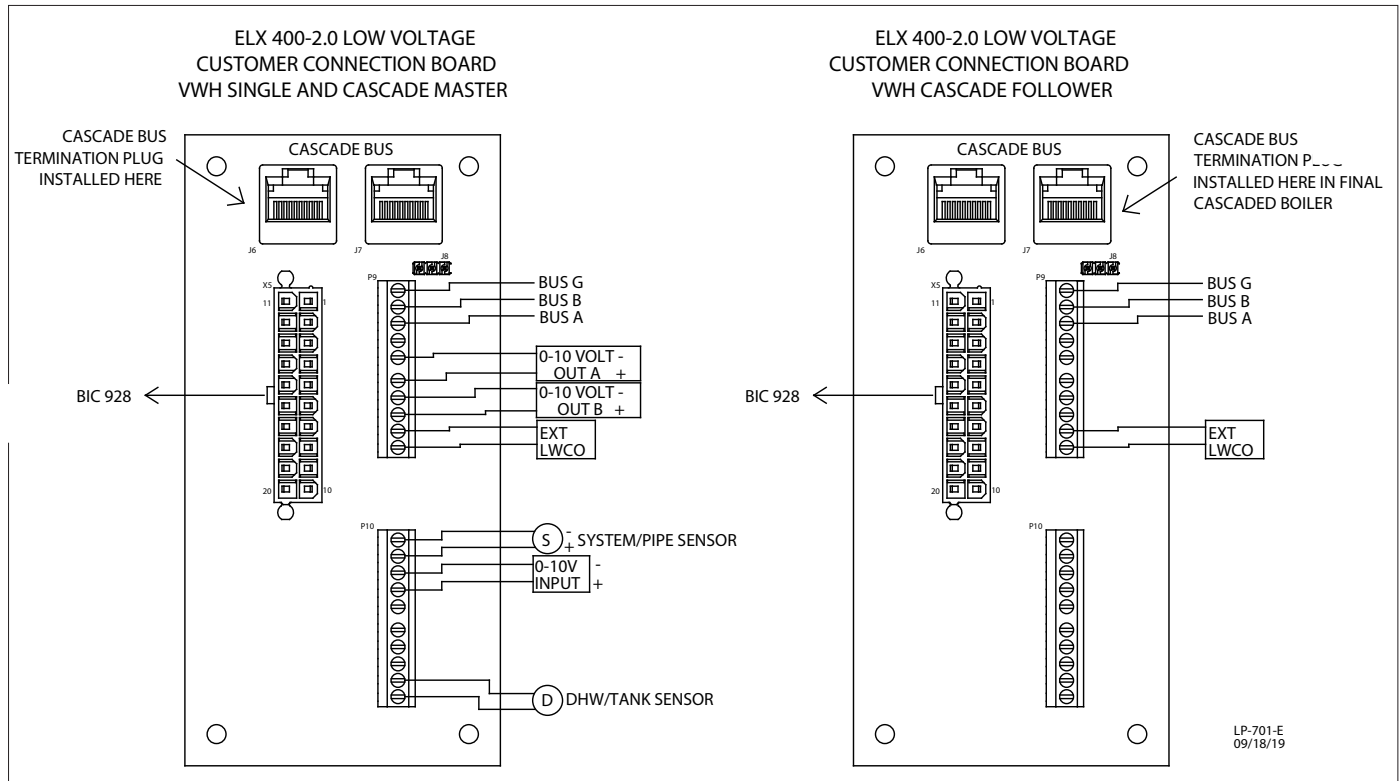 ELX 400-2.0 LOW VOLTAGE
CUSTOMER CONNECTION BOARD
VWH SINGLE AND CASCADE MASTER
CASCADE BUS
TERMINATION PLUG
INSTALLED HERE
CASCADE BUS
J6
J7
J8
X5
11
1
20
10
BIC 928
P9
BUS G
BUS B
BUS A
0-10 VOLT -
OUT A +
0-10 VOLT -
OUT B +
EXT
LWCO
P10
S - + SYSTEM/PIPE SENSOR
0-10V -
INPUT +
D DHW/TANK SENSOR
ELX 400-2.0 LOW VOLTAGE
CUSTOMER CONNECTION BOARD
VWH CASCADE FOLLOWER
CASCADE BUS
CASCADE BUS
TERMINATION
INSTALLED HERE IN FINAL
CASCADED BOILER
J6
J7
J8
X5
11
1
20
10
BIC 928
P9
BUS G
BUS B
BUS A
EXT
LWCO
P10
LP-701-E
09/18/19